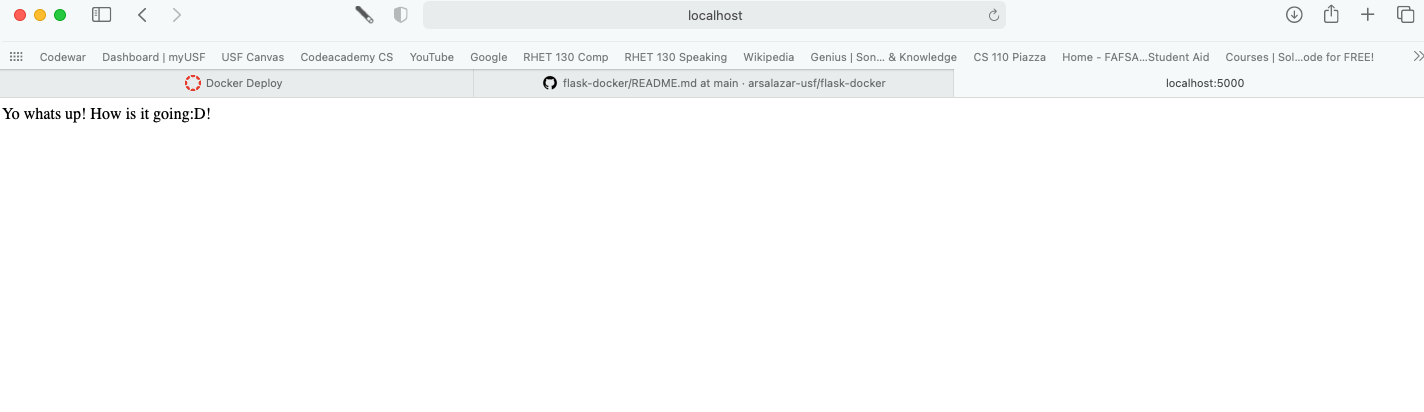 localhost
Codewar Dashboard | myUSF USF Canvas Codeacademy CS YouTube Google RHET 130 Comp RHET 130 Speaking Wikipedia Genius | Son... & Knowledge CS 110 Piazza Home - FAFSA...Student Aid Courses | Sol...ode for FREE!
Docker Deploy flask-docker/README.md at main · arsalazar-usf/flask-docker localhost:5000
Yo whats up! How is it going:D!